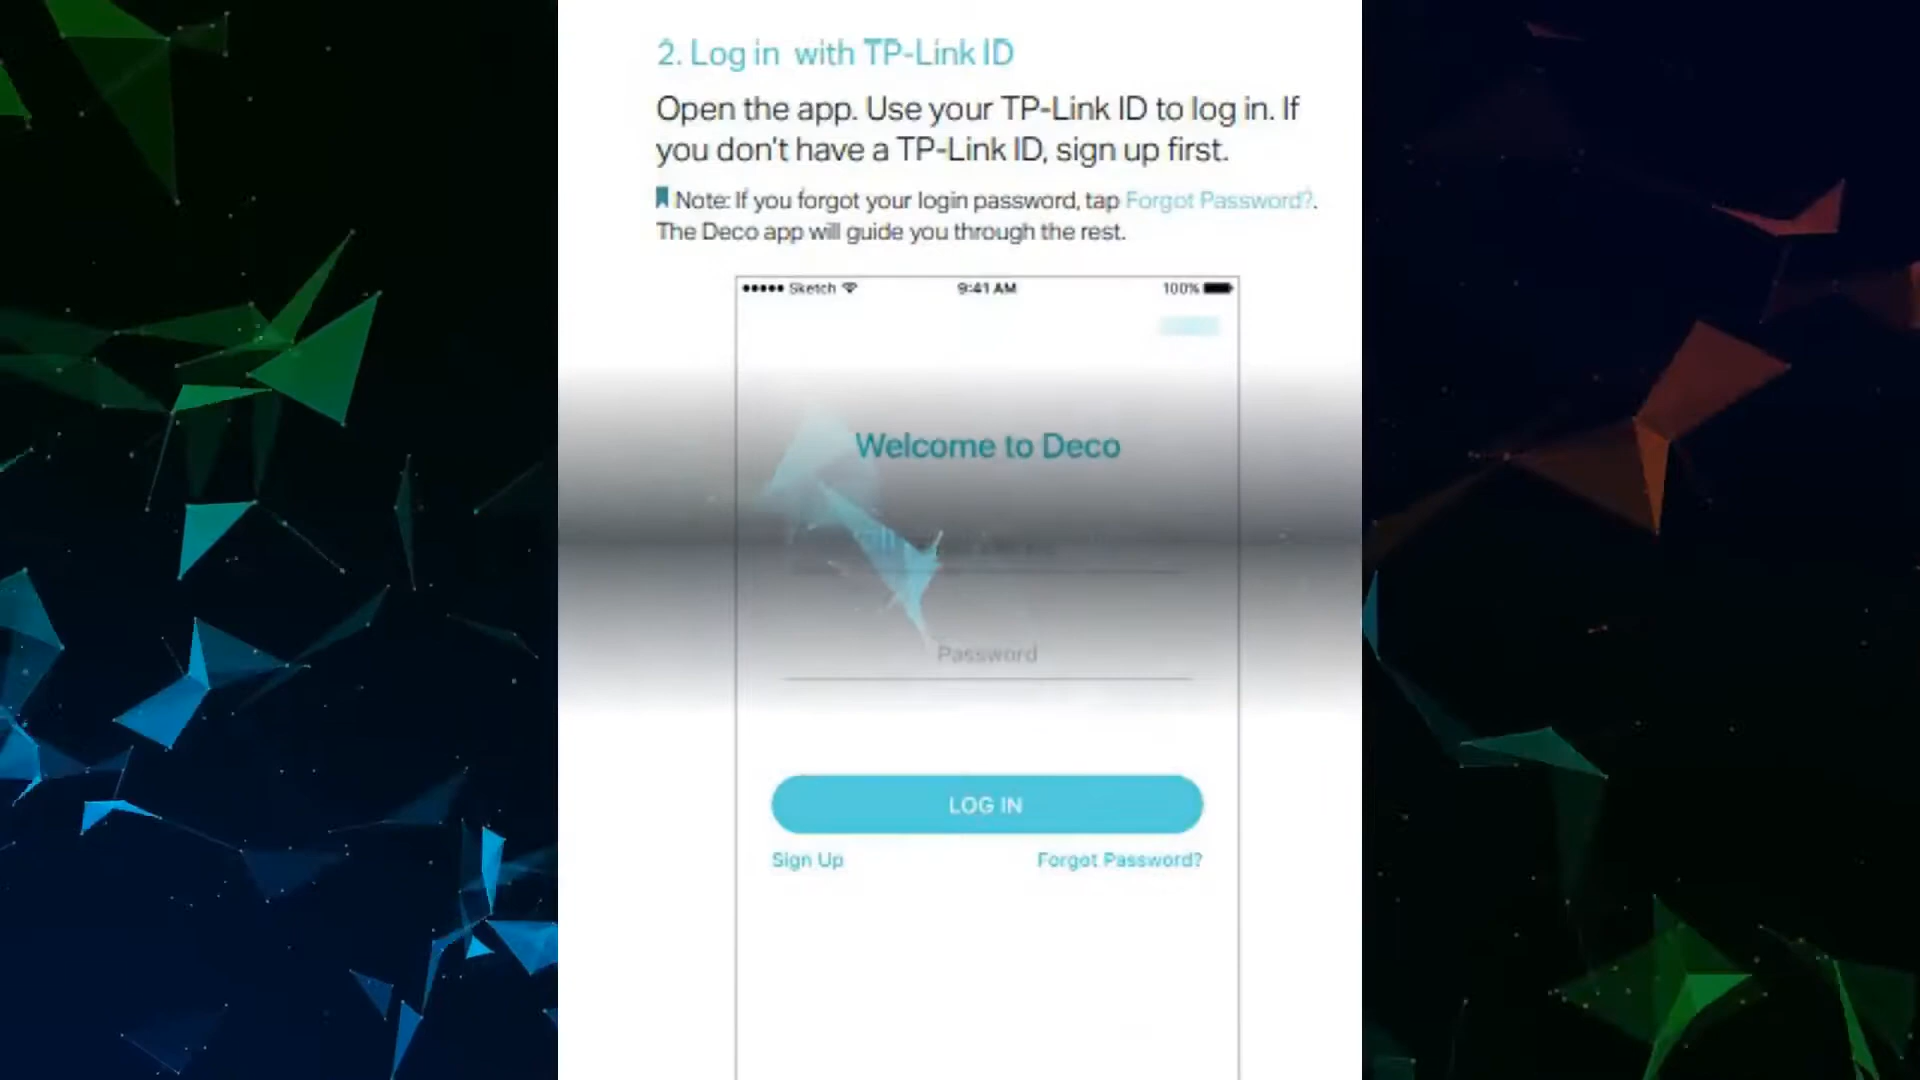 2. Log in with TP-Link ID
Open the app. Use your TP-Link ID to log in. If
you don't have a TP-Link ID, sign up first.
Note: If you forgot your login password, tap Forgot Password?.
The Deco app will guide you through the rest.
Sketch 9:41 AM 100%
Welcome to Deco
Password
LOG IN
Sign Up Forgot Password?